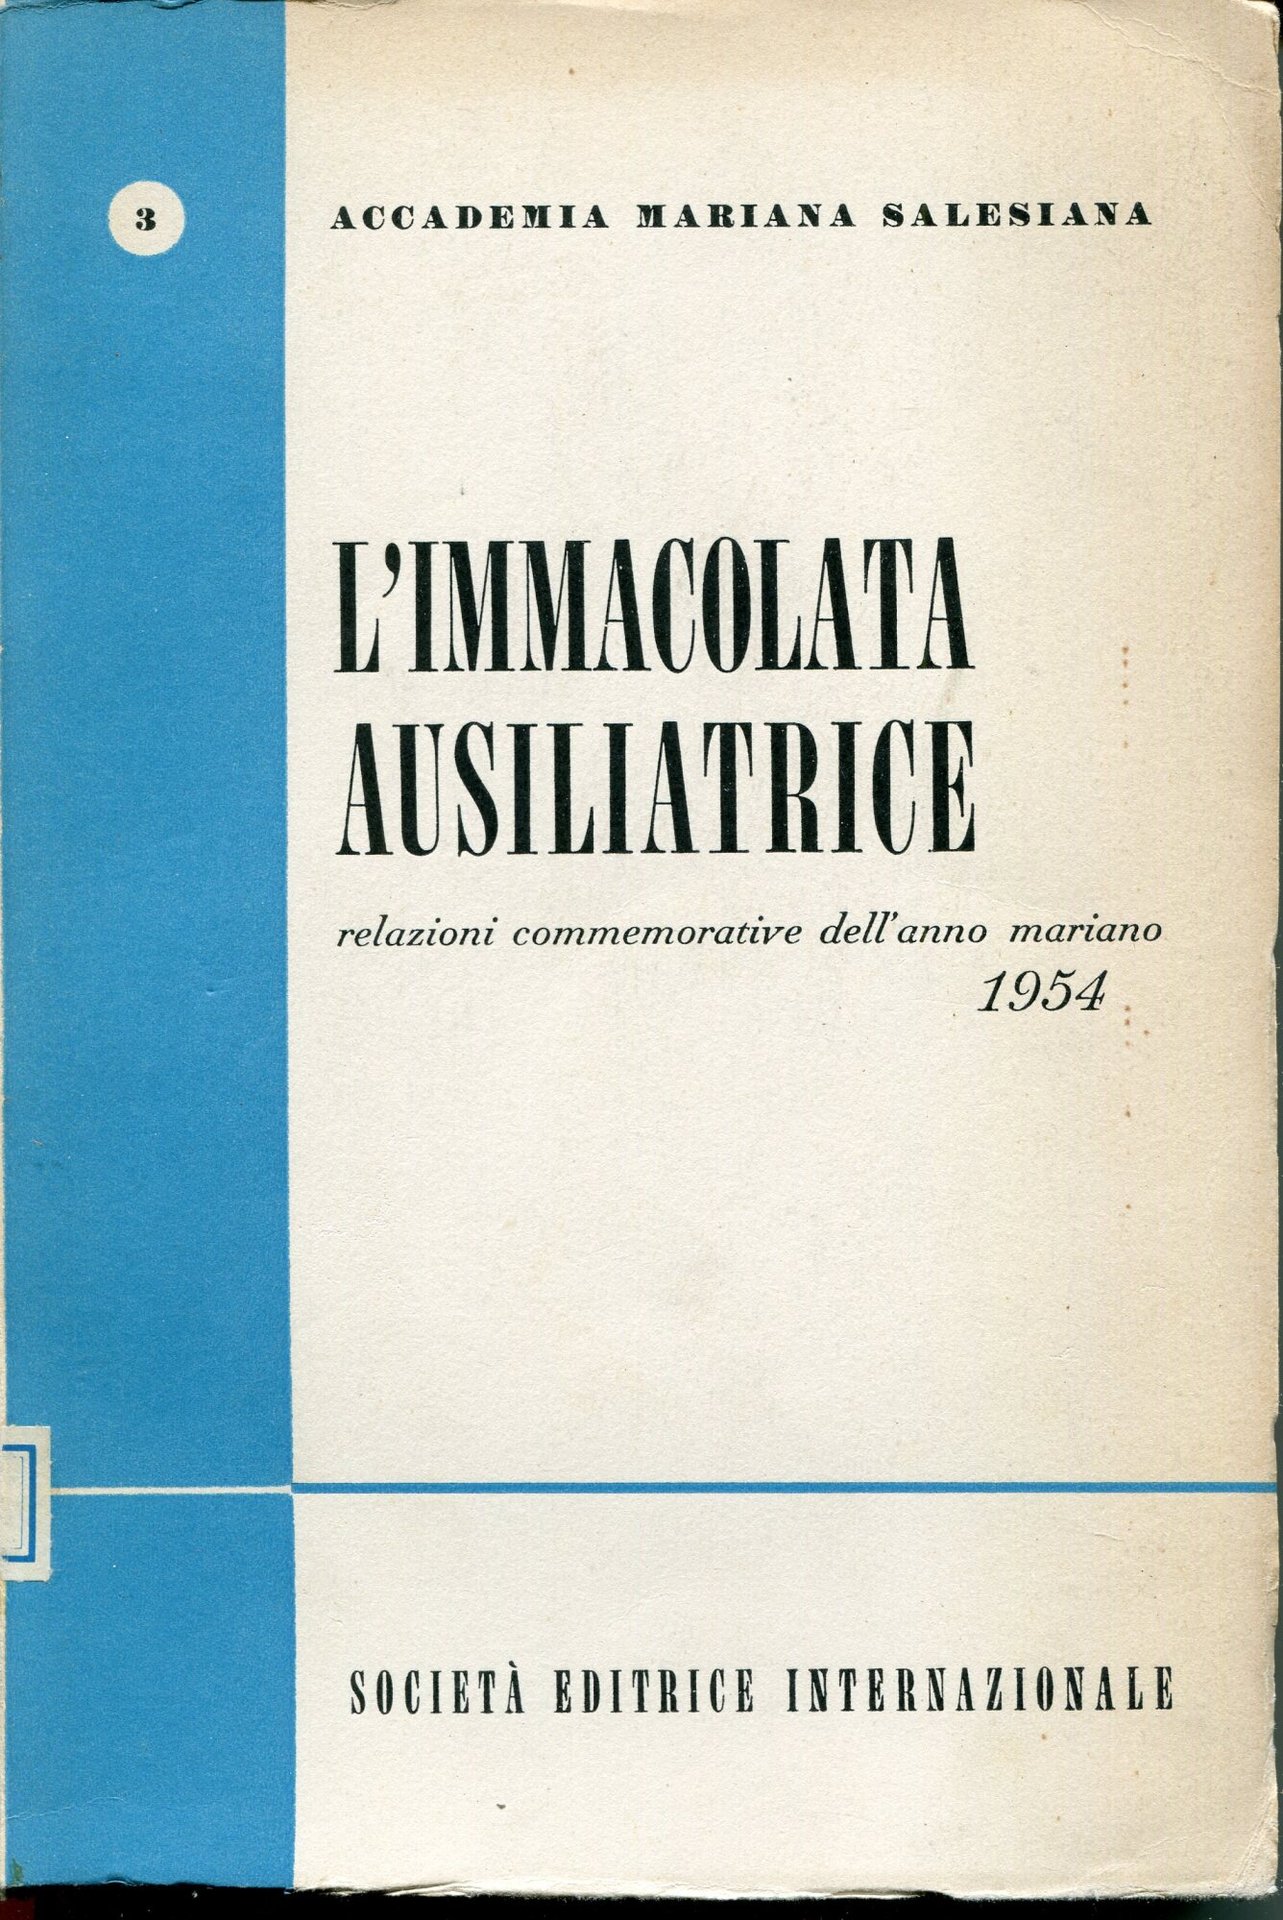 3
ACCADEMIA MARIANA SALESIANA
L'IMMACOLATA
AUSILIATRICE
relazioni commemorative dell'anno mariano
1954
SOCIETÀ EDITRICE INTERNAZIONALE